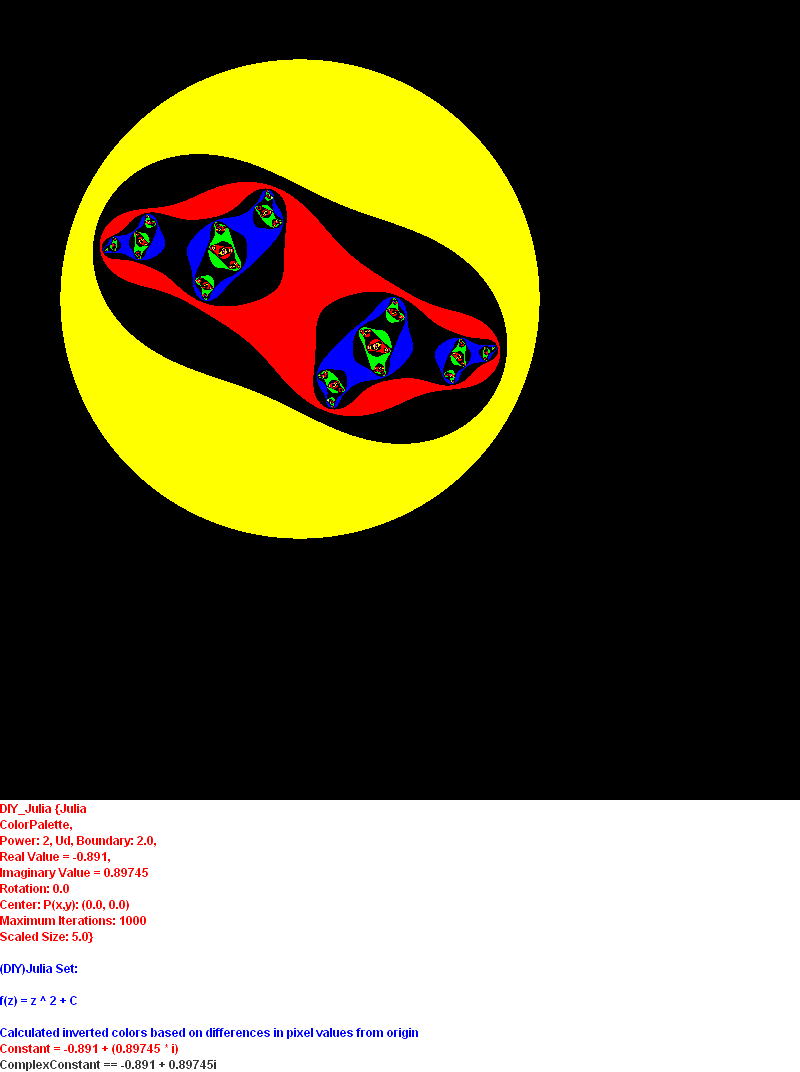 DIY_Julia {Julia
ColorPalette,
Power: 2, Ud, Boundary: 2.0,
Real Value = -0.891,
Imaginary Value = 0.89745
Rotation: 0.0
Center: P(x,y): (0.0, 0.0)
Maximum Iterations: 1000
Scaled Size: 5.0}
(DIY)Julia Set:
f(z) = z ^ 2 + C
Calculated inverted colors based on differences in pixel values from origin
Constant = -0.891 + (0.89745 * i)
ComplexConstant == -0.891 + 0.89745i